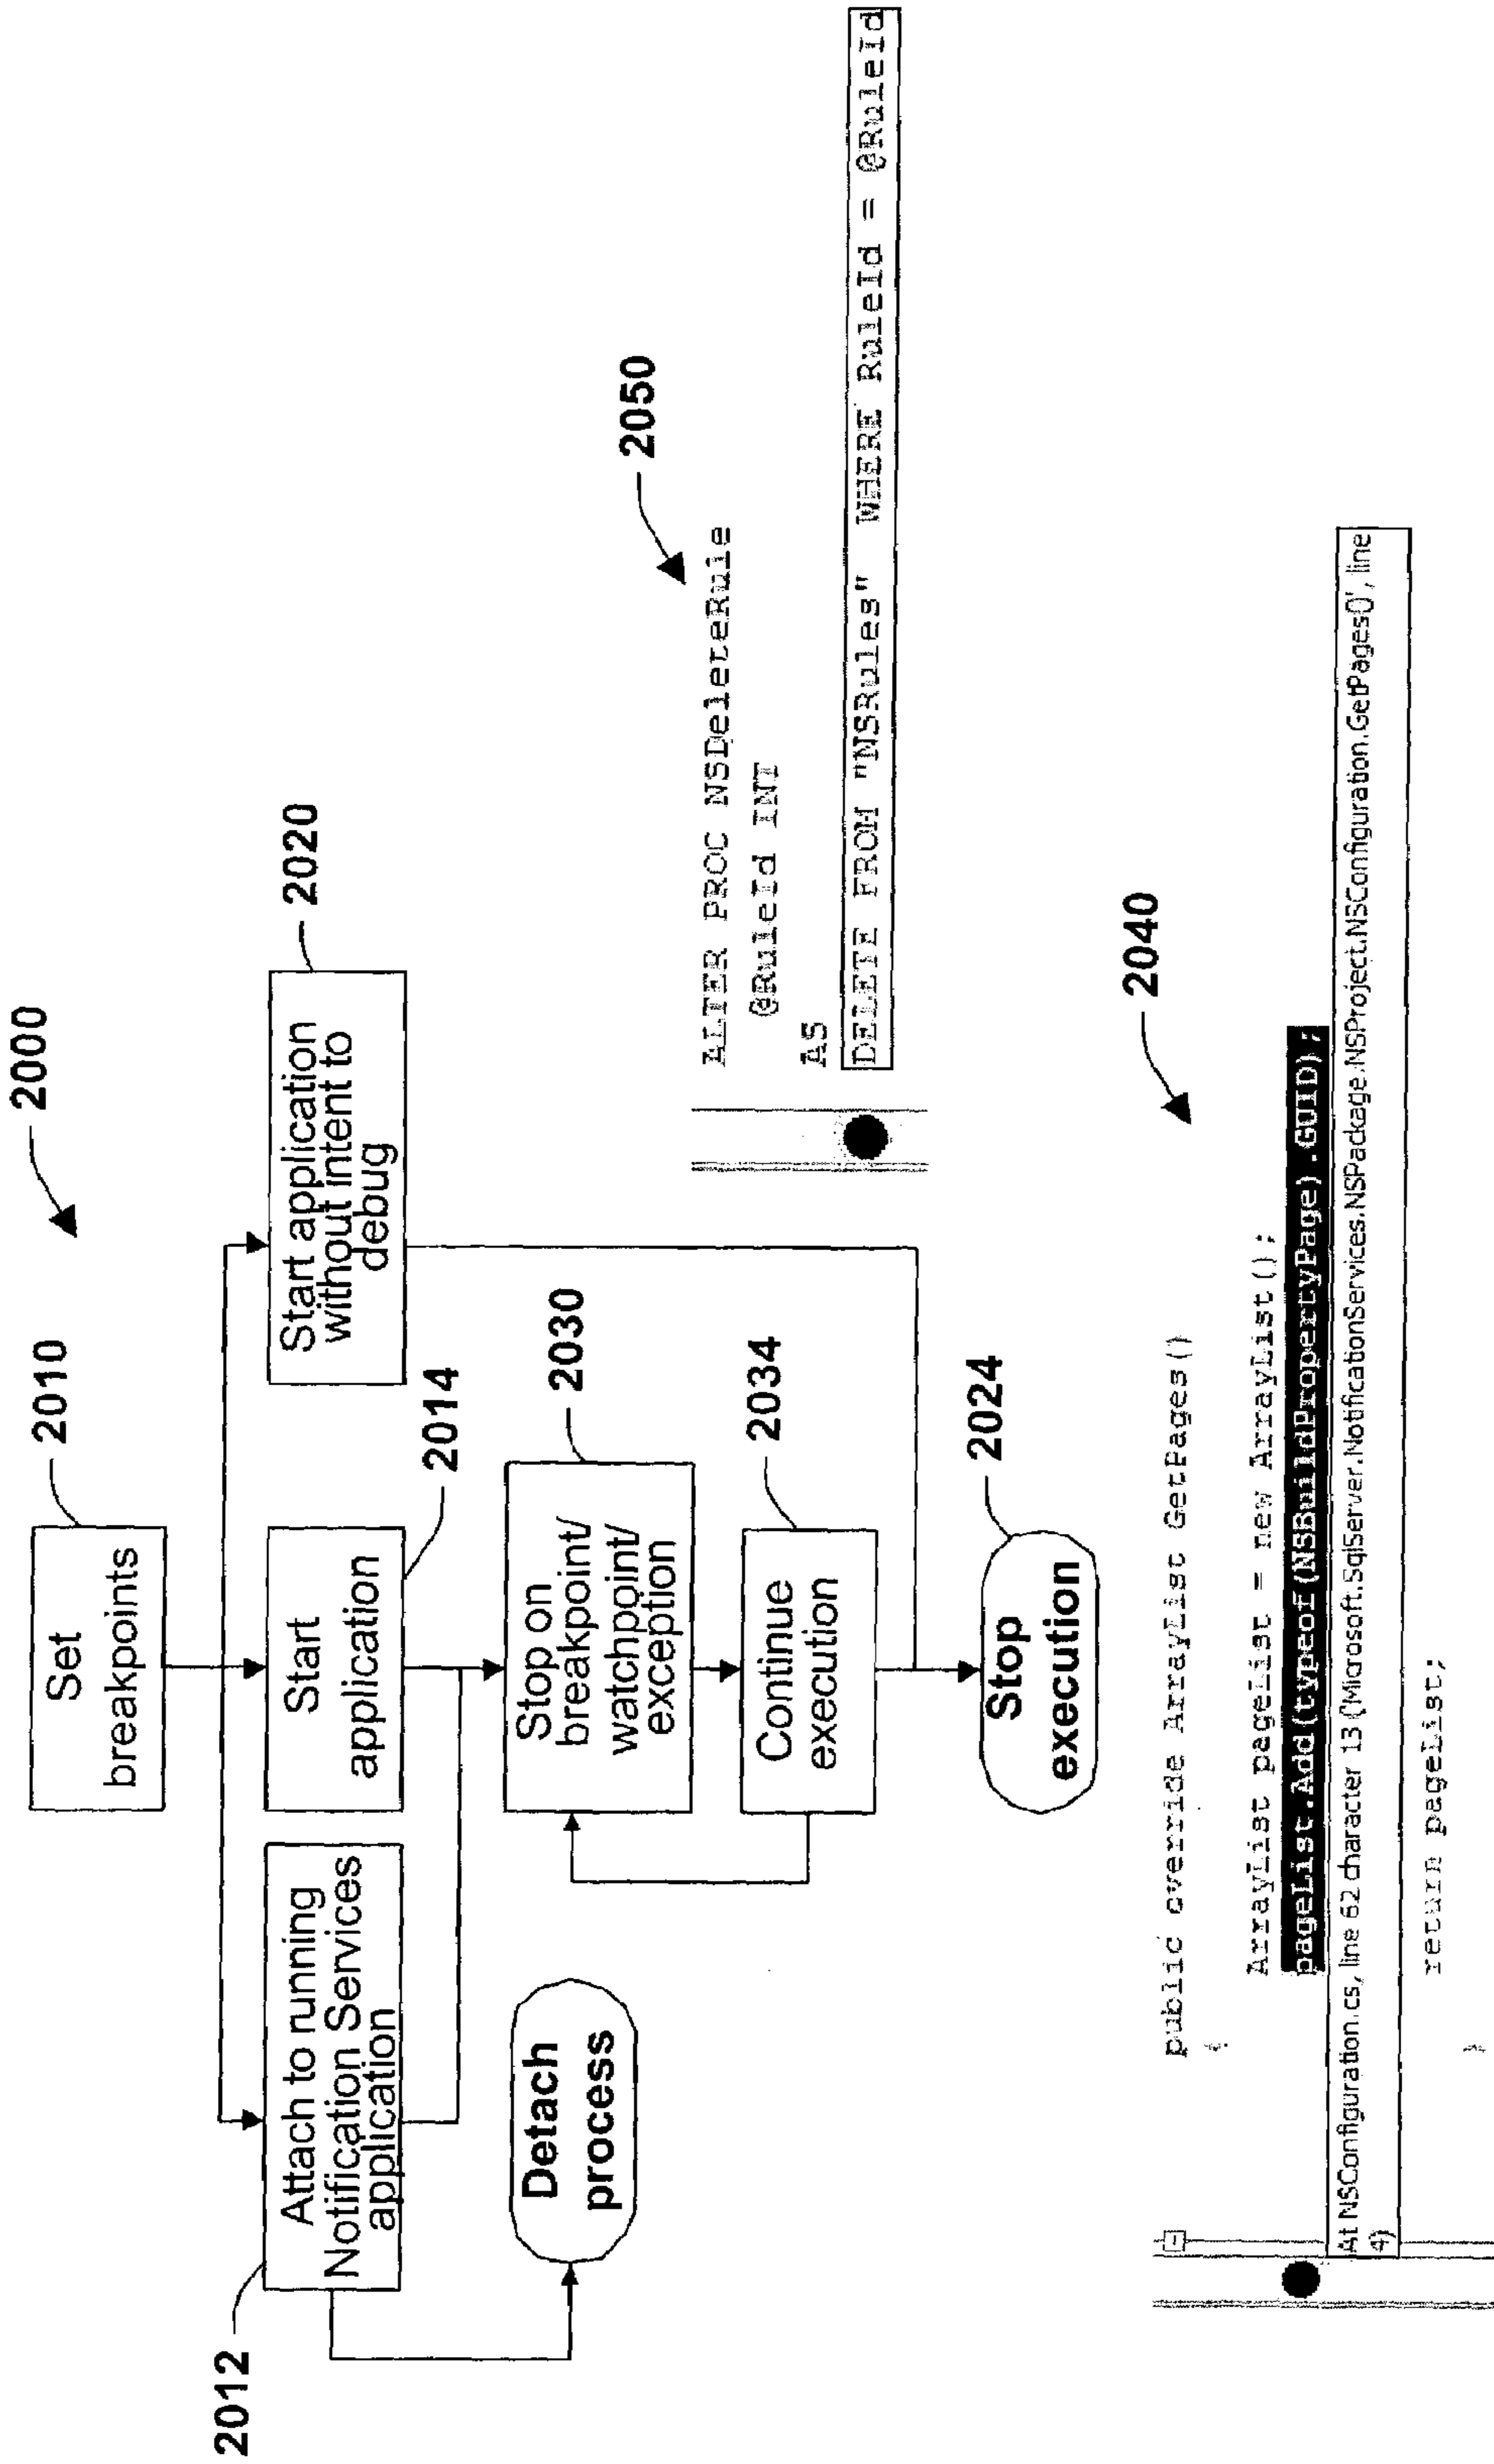 2000
Set
breakpoints
2010
2012
Attach to running
Notification Services
application
Start
application
2014
Start application
without intent to
debug
2020
Detach
process
Stop on
breakpoint/
watchpoint/
exception
2030
Continue
execution
2034
Stop
execution
2024
2050
ALTER PROC NSDeleteRule
@RuleId INT
AS
DELETE FROM "NSRules" WHERE RuleId = @RuleId
2040
public override ArrayList GetPages()
{
ArrayList pageList = new ArrayList();
pageList.Add(typeof(NSBuildPropertyPage).GUID);
At NSConfiguration.cs, line 62 character 13 (Microsoft.SqlServer.NotificationServices.NSPackage.NSProject.NSConfiguration.GetPages()', line
4)
return pageList;
}